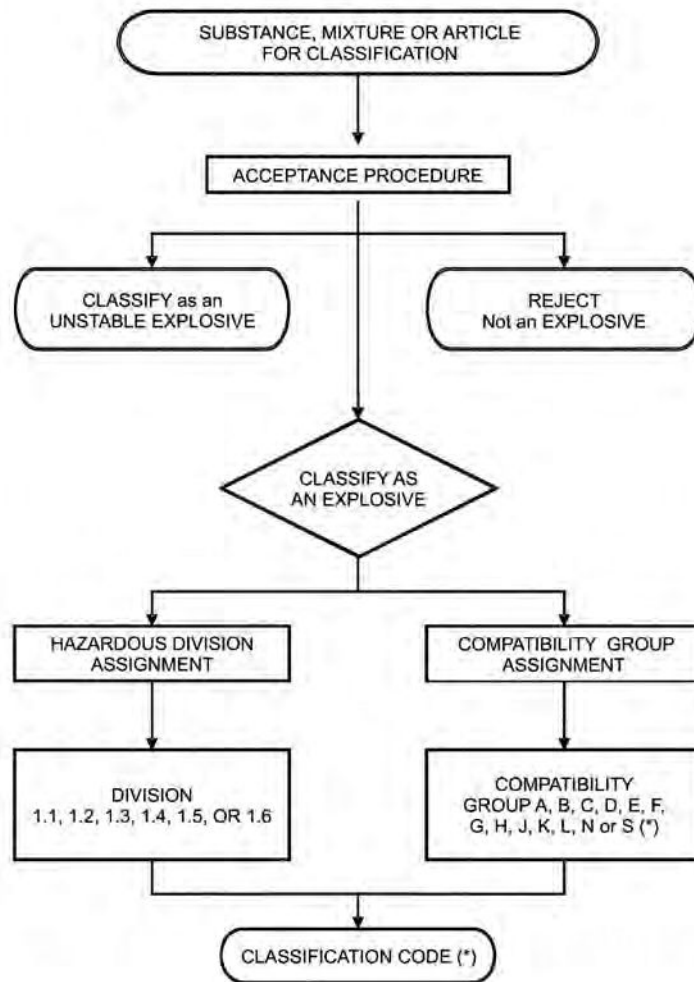 SUBSTANCE, MIXTURE OR ARTICLE
FOR CLASSIFICATION
ACCEPTANCE PROCEDURE
CLASSIFY as an
UNSTABLE EXPLOSIVE
REJECT
Not an EXPLOSIVE
CLASSIFY AS
AN EXPLOSIVE
HAZARDOUS DIVISION
ASSIGNMENT
COMPATIBILITY GROUP
ASSIGNMENT
DIVISION
1.1, 1.2, 1.3, 1.4, 1.5, OR 1.6
COMPATIBILITY
GROUP A, B, C, D, E, F,
G, H, J, K, L, N or S (*)
CLASSIFICATION CODE (*)